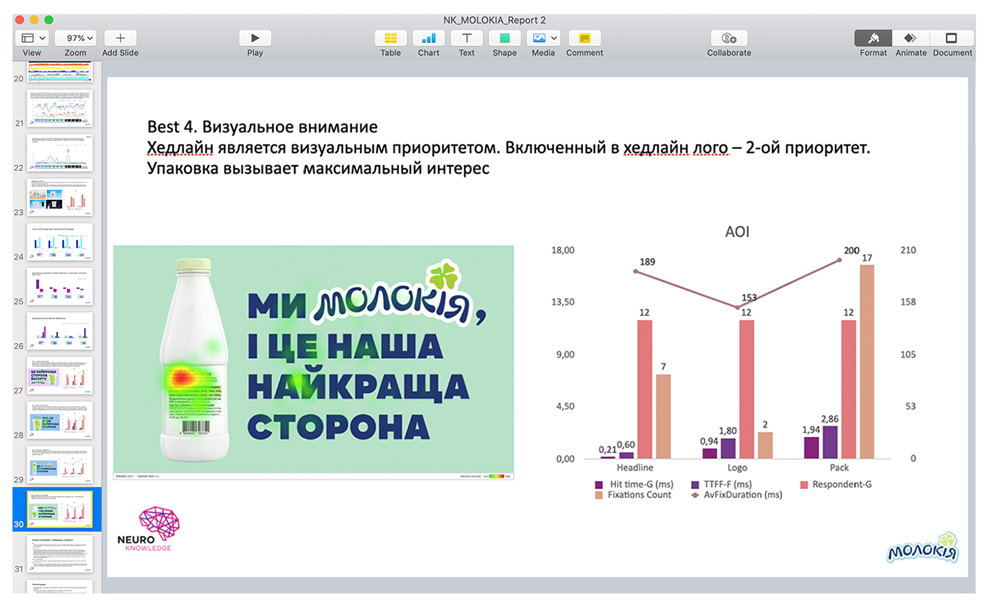 NK_MOLOKIA_Report 2
97%
View
Zoom
Add Slide
Play
Table
Chart
Text
Shape
Media
Comment
Collaborate
Format
Animate
Document
20
21
22
23
24
25
26
27
28
29
30
31
Best 4. Визуальное внимание
Хедлайн является визуальным приоритетом. Включенный в хедлайн лого – 2-ой приоритет.
Упаковка вызывает максимальный интерес
МИ МОЛОКІЯ,
І ЦЕ НАША
НАЙКРАЩА
СТОРОНА
AOI
18,00
13,50
9,00
4,50
0,00
210
158
105
53
0
189
153
200
0,21
0,60
12
7
0,94
1,80
12
2
1,94
2,86
12
17
Headline
Logo
Pack
Hit time-G (ms)
TTFF-F (ms)
Respondent-G
Fixations Count
AvFixDuration (ms)
NEURO
KNOWLEDGE
МОЛОКІЯ